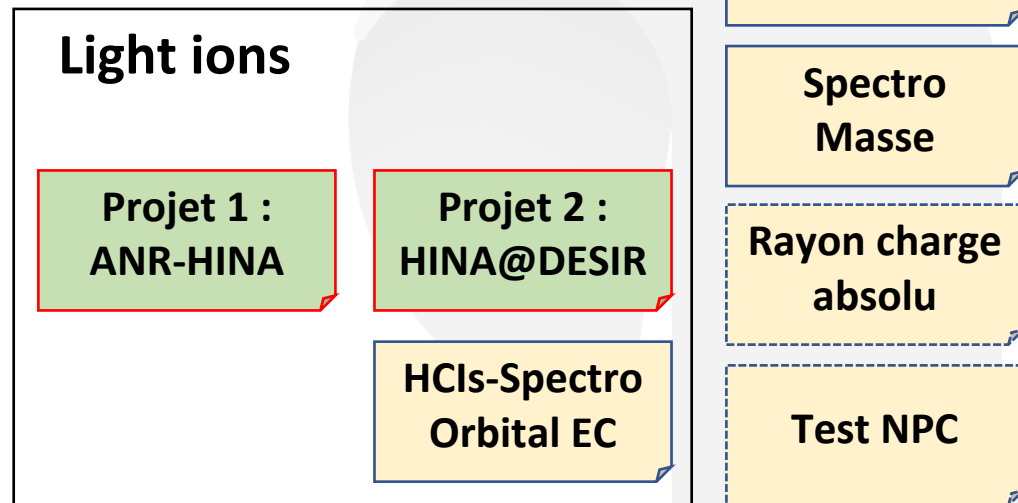 Light ions
Projet 1 :
ANR-HINA
Projet 2 :
HINA@DESIR
HCIs-Spectro
Orbital EC
Spectro
Masse
Rayon charge
absolu
Test NPC